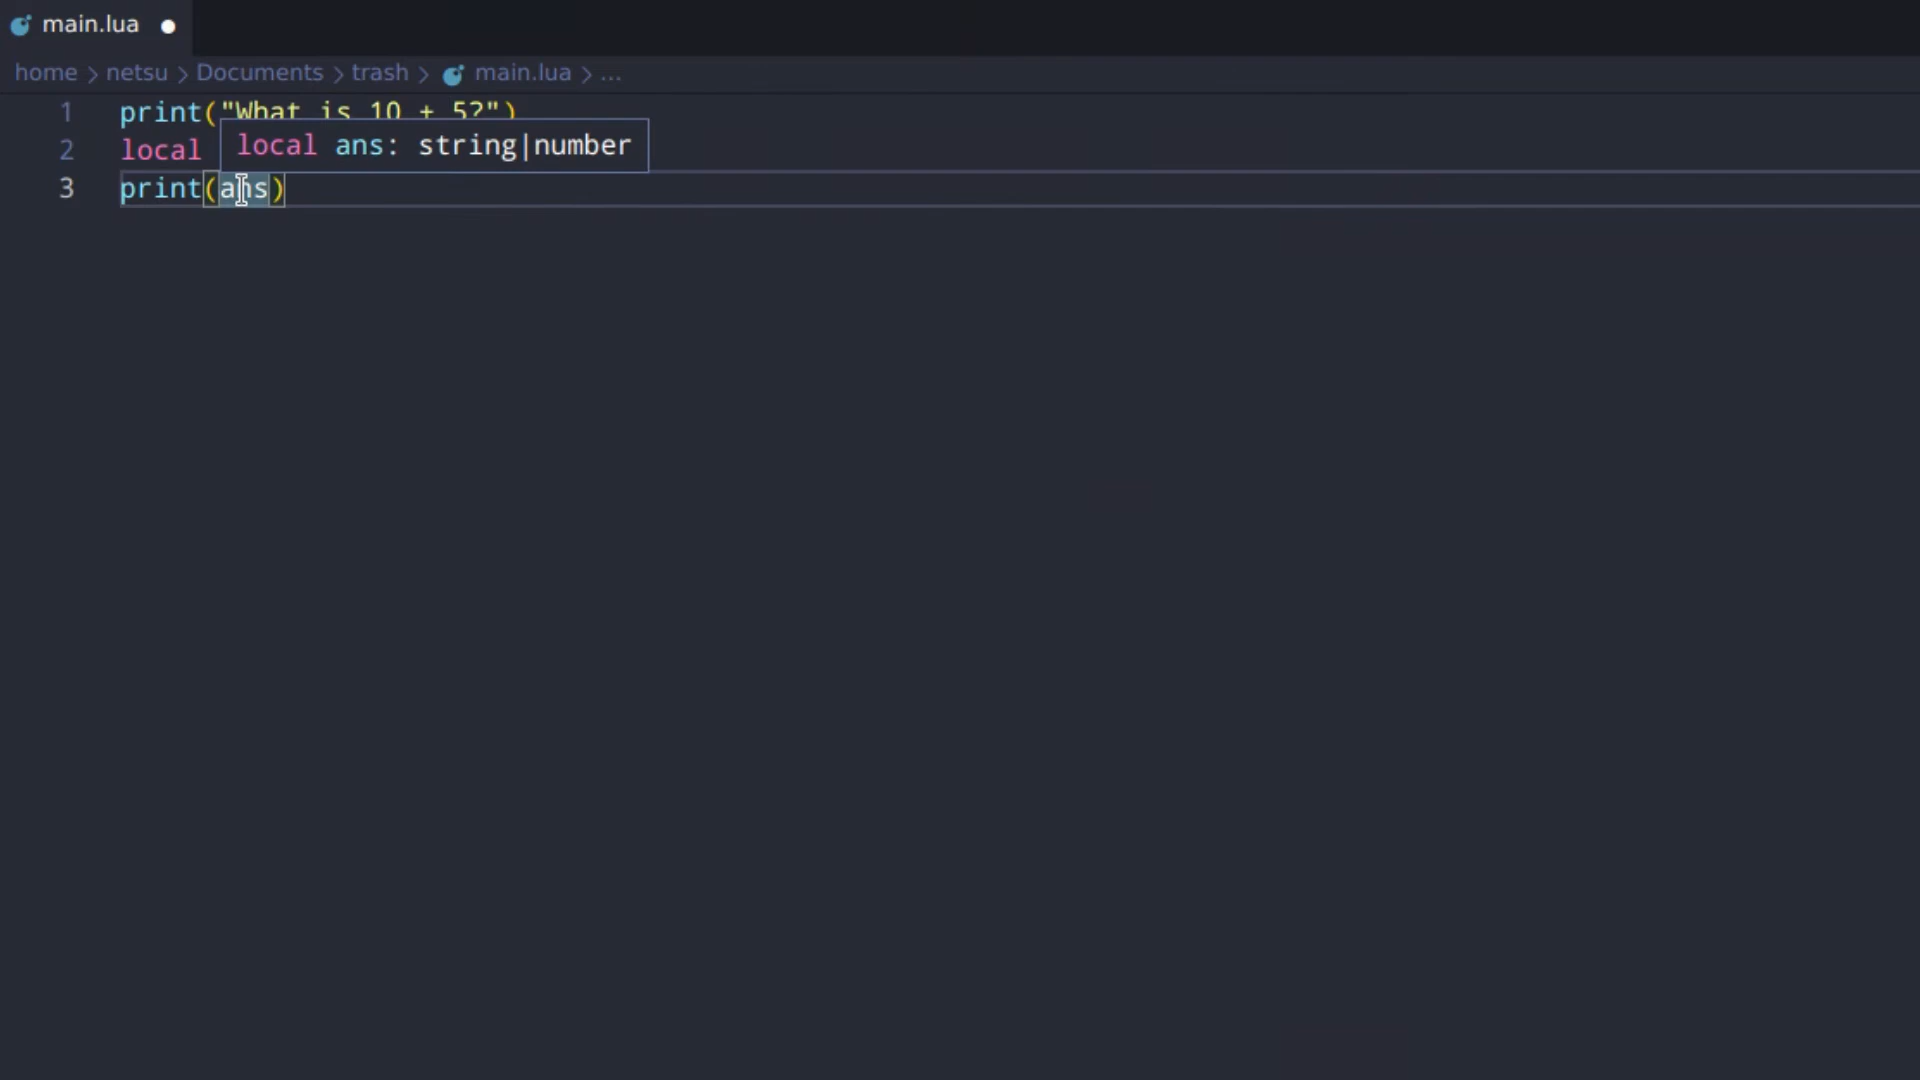 main.lua
home > netsu > Documents > trash > main.lua > ...
1 print("What is 10 + 5?")
local ans: string|number
2 local
3 print(ans)